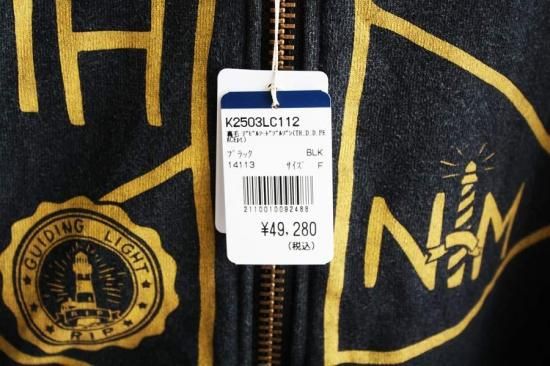 K2503LC112
ブラック BLK
14113 サイズ F
2110010092488
¥49,280
(税込)
GUIDING LIGHT
R.I.P
N M